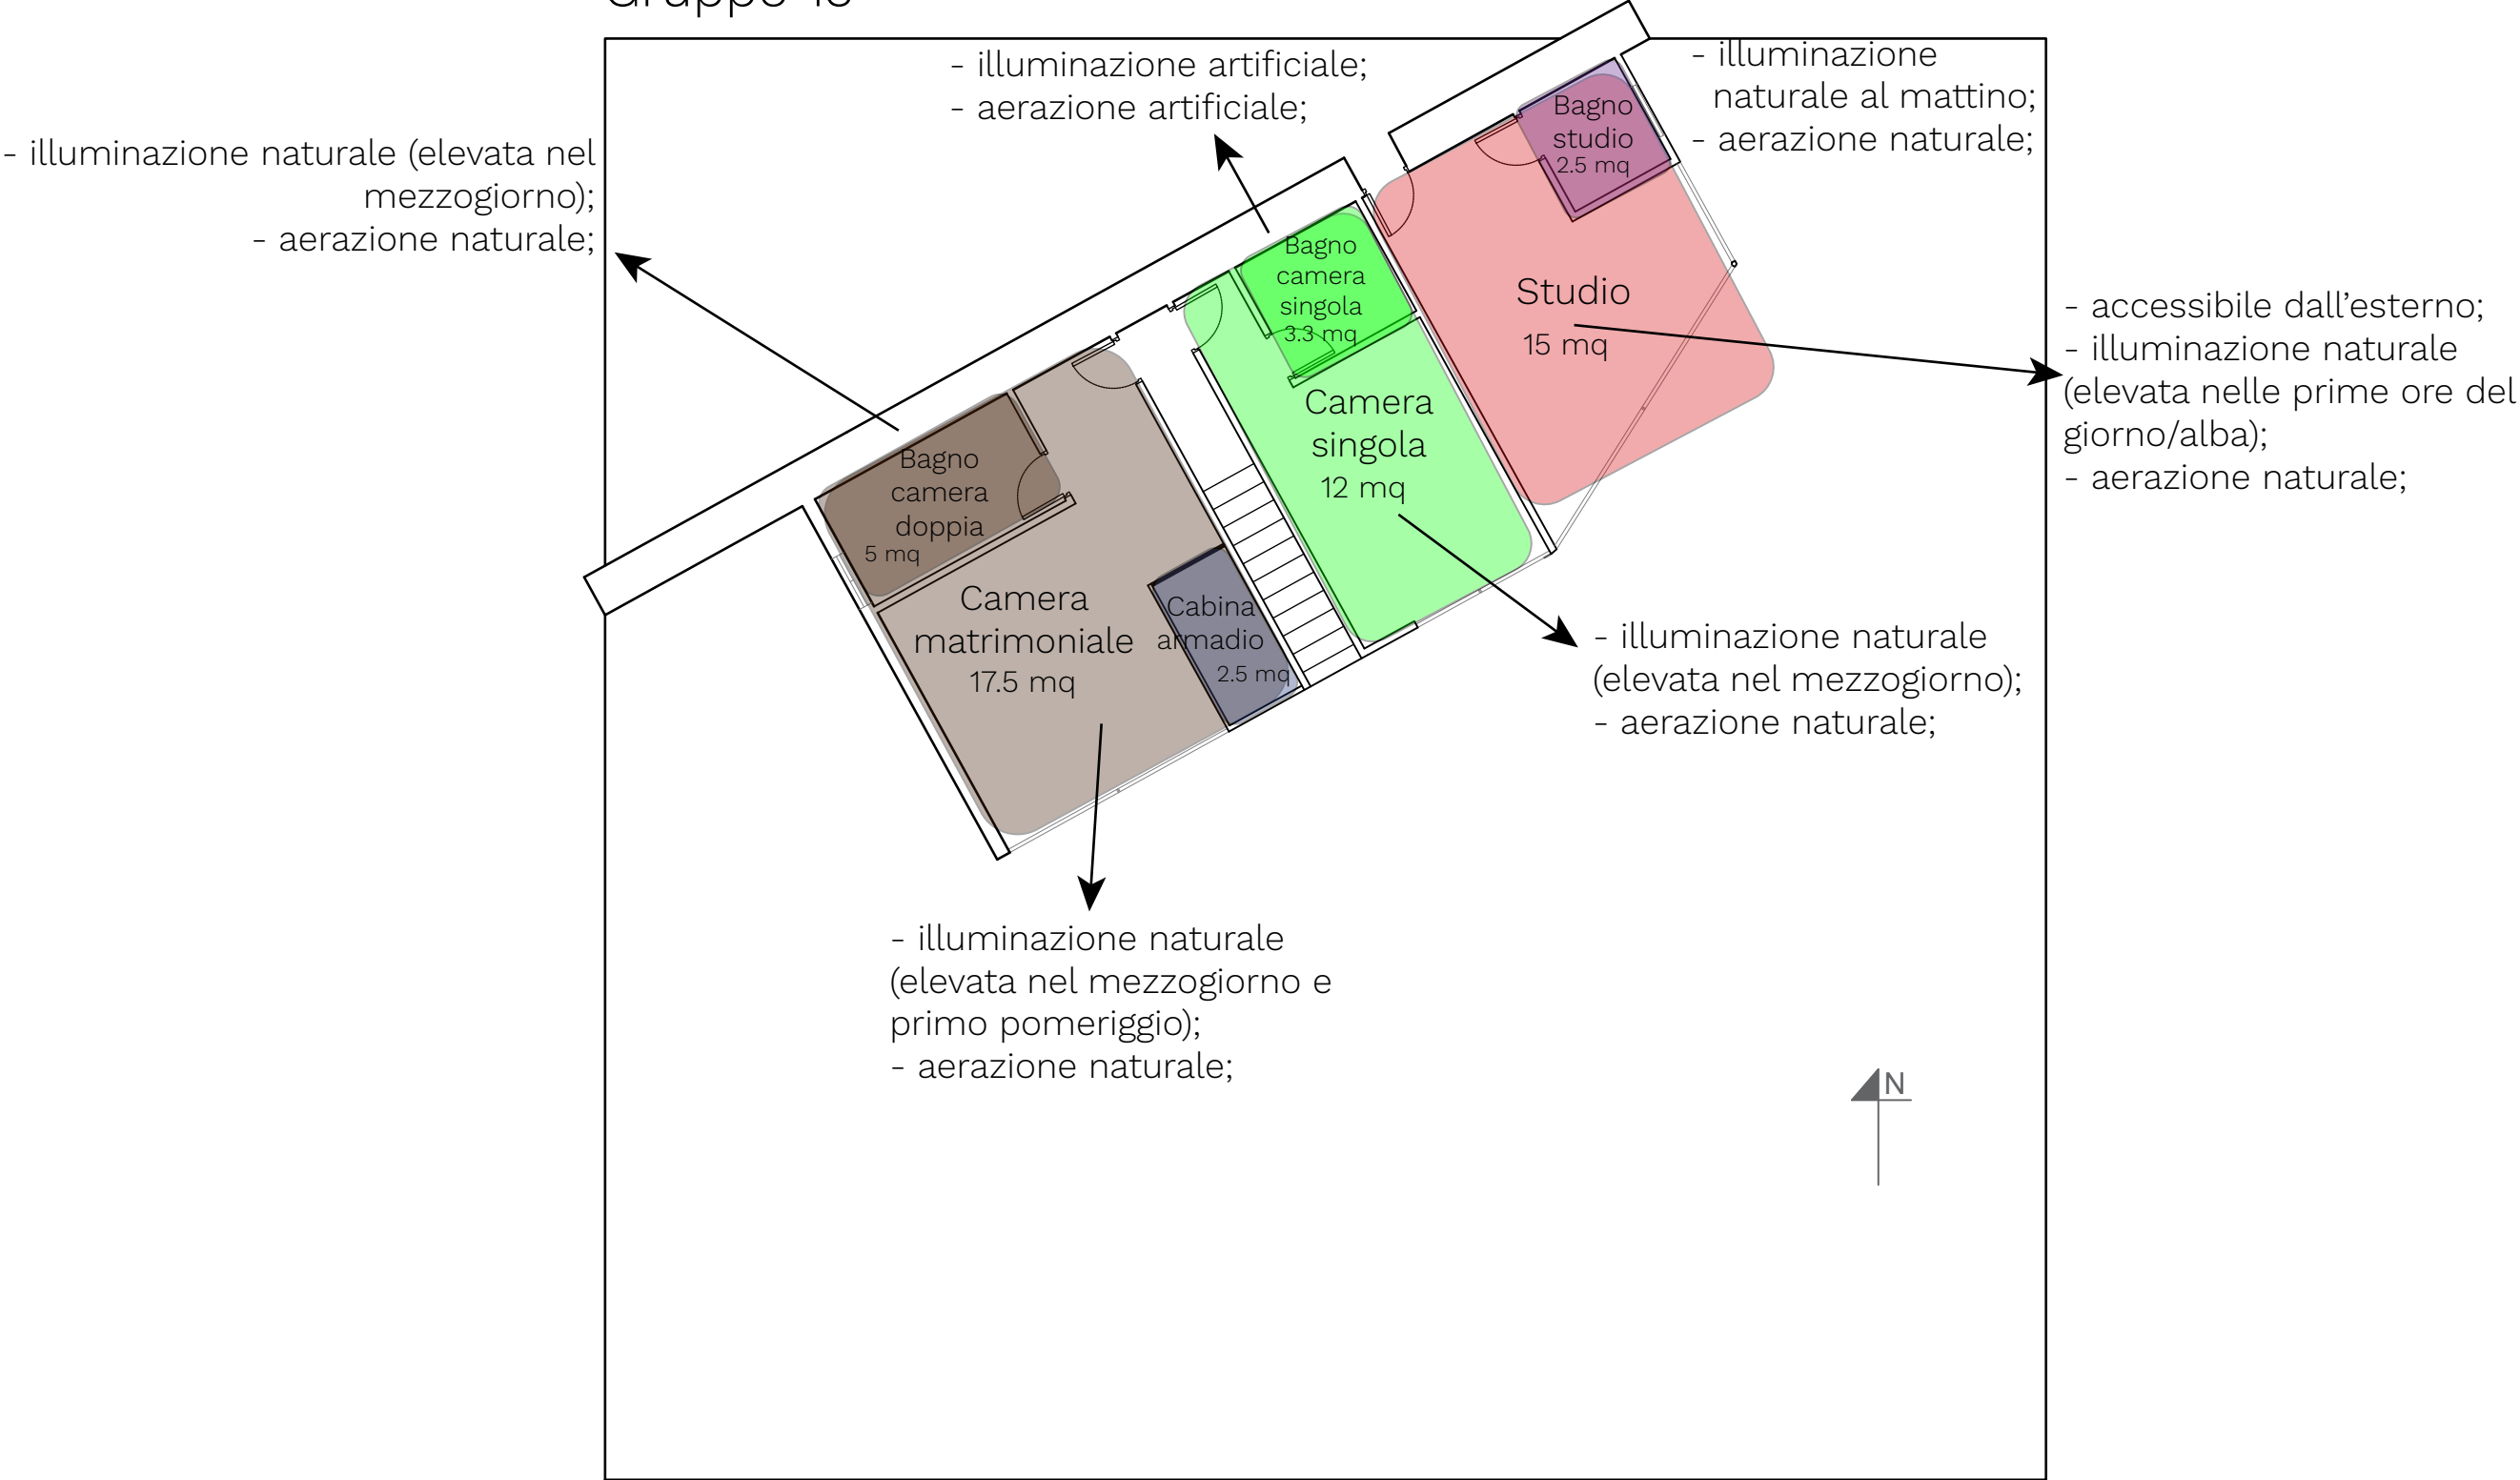 - illuminazione artificiale;
- aerazione artificiale;
- illuminazione
naturale al mattino;
- aerazione naturale;
- illuminazione naturale (elevata nel
mezzogiorno);
- aerazione naturale;
Bagno
studio
2.5 mq
Bagno
camera
singola
3.3 mq
Studio
15 mq
- accessibile dall'esterno;
- illuminazione naturale
(elevata nelle prime ore del
giorno/alba);
- aerazione naturale;
Camera
singola
12 mq
Bagno
camera
doppia
5 mq
Camera
matrimoniale
17.5 mq
Cabina
armadio
2.5 mq
- illuminazione naturale
(elevata nel mezzogiorno);
- aerazione naturale;
- illuminazione naturale
(elevata nel mezzogiorno e
primo pomeriggio);
- aerazione naturale;
N